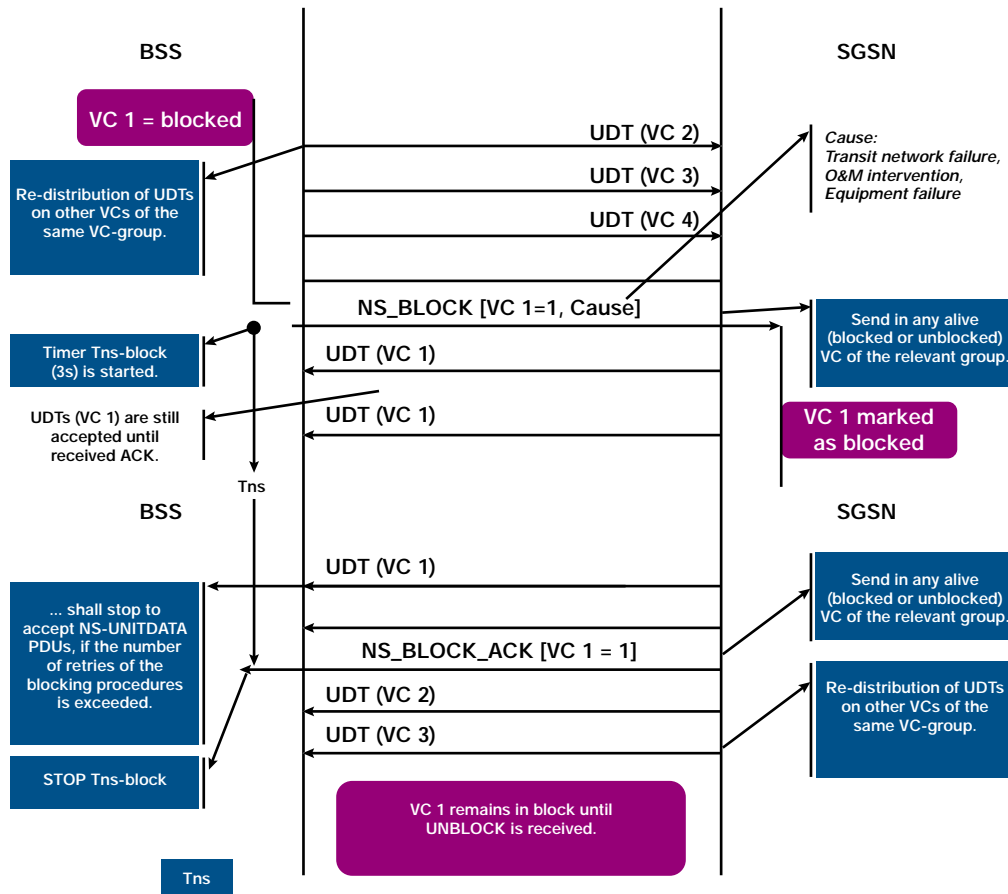 BSS
SGSN
VC 1 = blocked
UDT (VC 2)
Cause:
Transit network failure,
O&M intervention,
Equipment failure
Re-distribution of UDTs
on other VCs of the
same VC-group.
UDT (VC 3)
UDT (VC 4)
NS_BLOCK [VC 1=1, Cause]
Send in any alive
(blocked or unblocked)
VC of the relevant group.
Timer Tns-block
(3s) is started.
UDT (VC 1)
UDTs (VC 1) are still
accepted until
received ACK.
UDT (VC 1)
VC 1 marked
as blocked
Tns
BSS
SGSN
UDT (VC 1)
Send in any alive
(blocked or unblocked)
VC of the relevant group.
... shall stop to
accept NS-UNITDATA
PDUs, if the number
of retries of the
blocking procedures
is exceeded.
NS_BLOCK_ACK [VC 1 = 1]
UDT (VC 2)
Re-distribution of UDTs
on other VCs of the
same VC-group.
UDT (VC 3)
STOP Tns-block
VC 1 remains in block until
UNBLOCK is received.
Tns